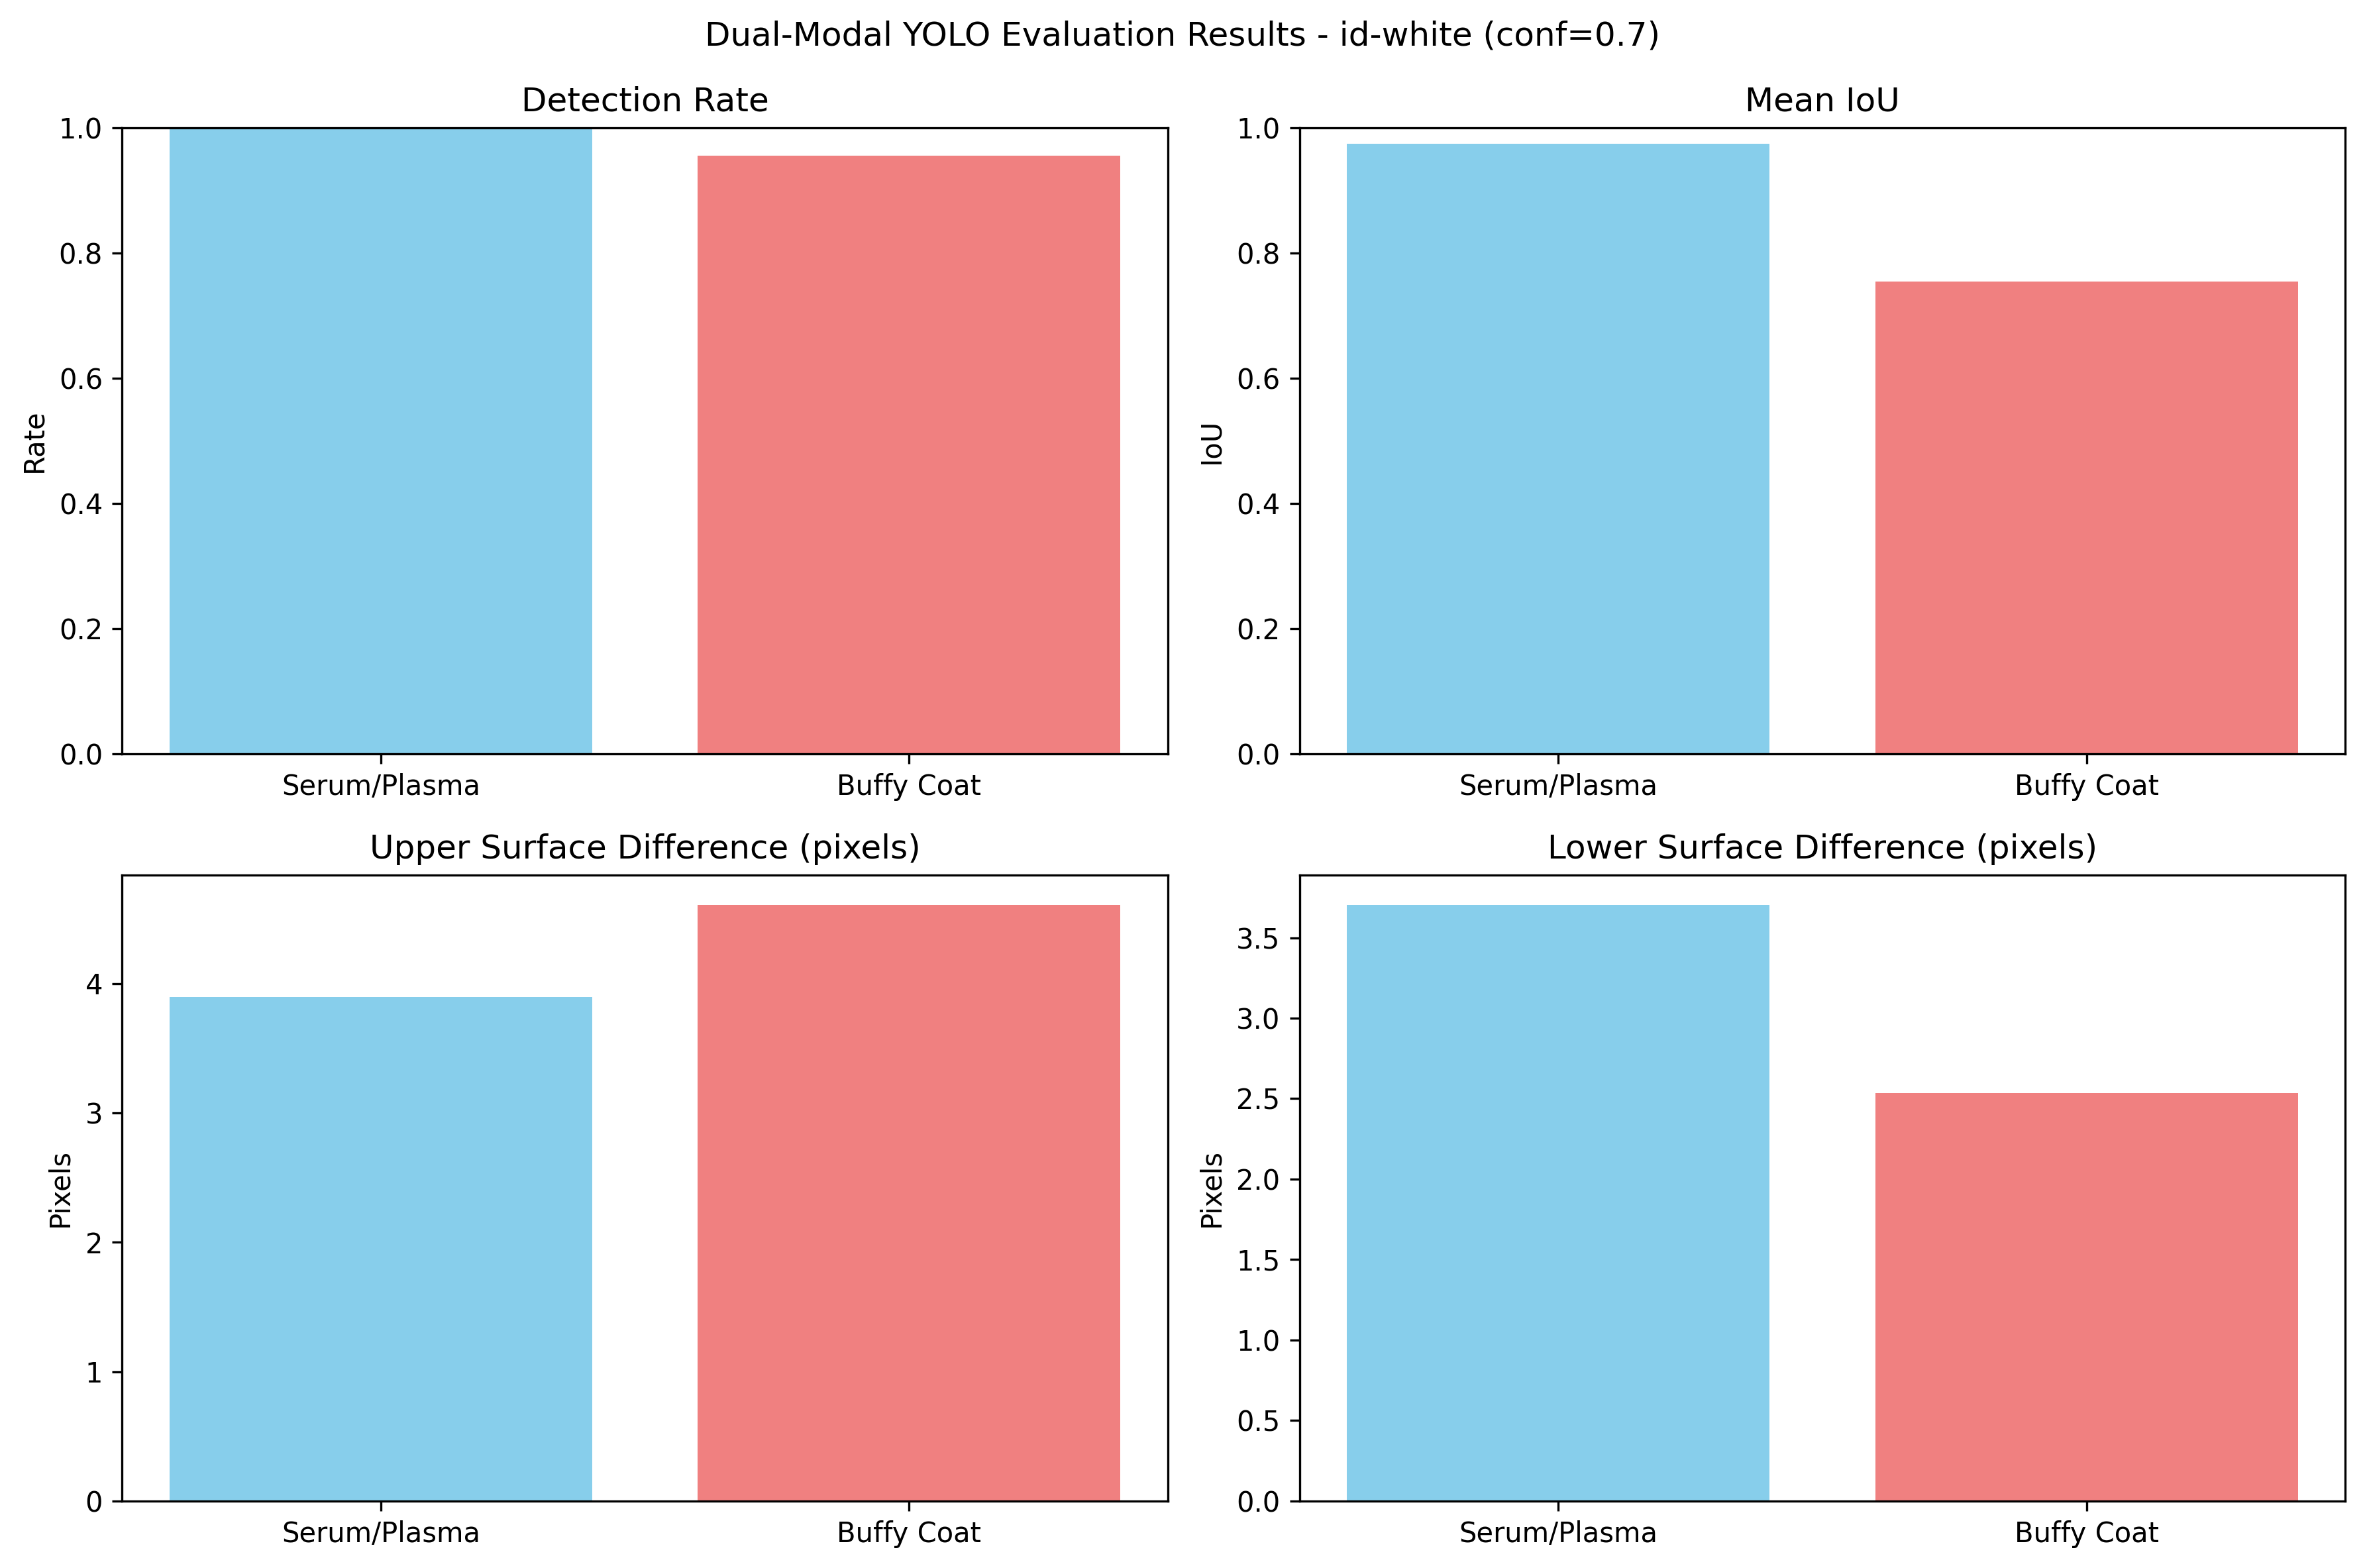 Dual-Modal YOLO Evaluation Results - id-white (conf=0.7)
Detection Rate
1.0
0.8
0.6
0.4
0.2
0.0
Rate
Serum/Plasma
Buffy Coat
Mean IoU
1.0
0.8
0.6
0.4
0.2
0.0
IoU
Serum/Plasma
Buffy Coat
Upper Surface Difference (pixels)
4
3
2
1
0
Pixels
Serum/Plasma
Buffy Coat
Lower Surface Difference (pixels)
3.5
3.0
2.5
2.0
1.5
1.0
0.5
0.0
Pixels
Serum/Plasma
Buffy Coat